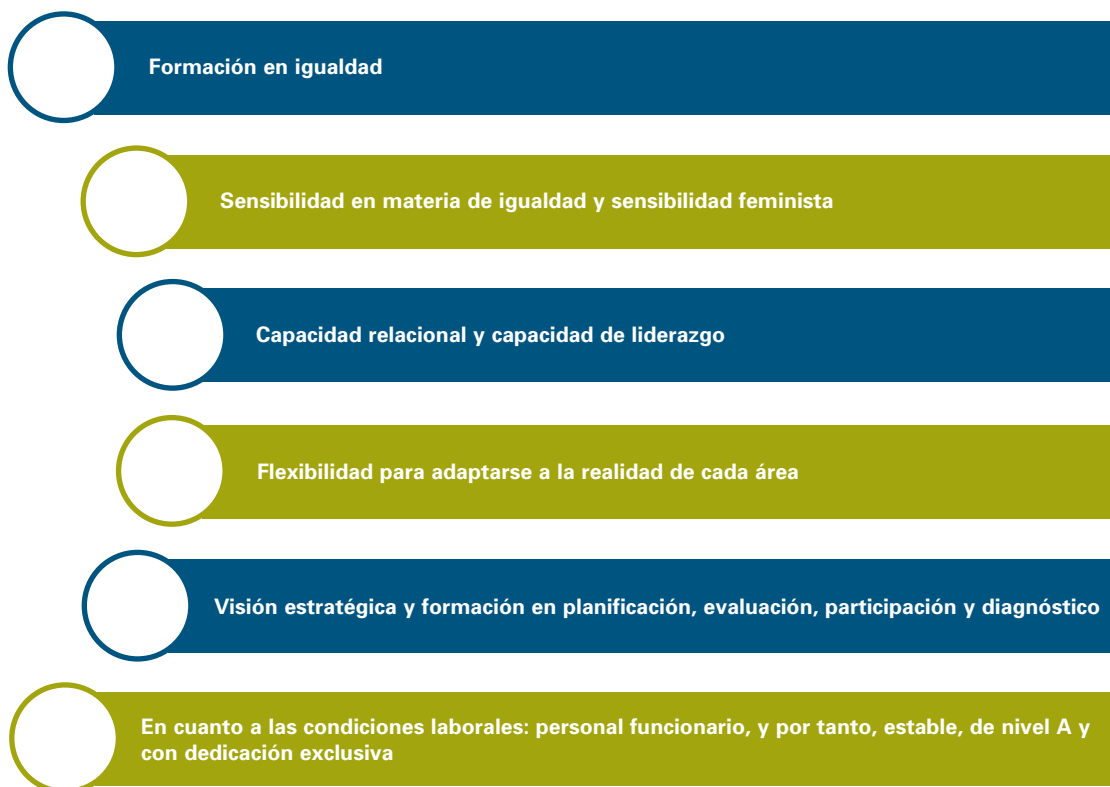 Formación en igualdad
Sensibilidad en materia de igualdad y sensibilidad feminista
Capacidad relacional y capacidad de liderazgo
Flexibilidad para adaptarse a la realidad de cada área
Visión estratégica y formación en planificación, evaluación, participación y diagnóstico
En cuanto a las condiciones laborales: personal funcionario, y por tanto, estable, de nivel A y
con dedicación exclusiva